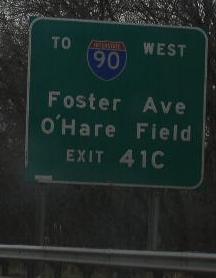 TO INTERSTATE 90 WEST
Foster Ave
O'Hare Field
EXIT 41C